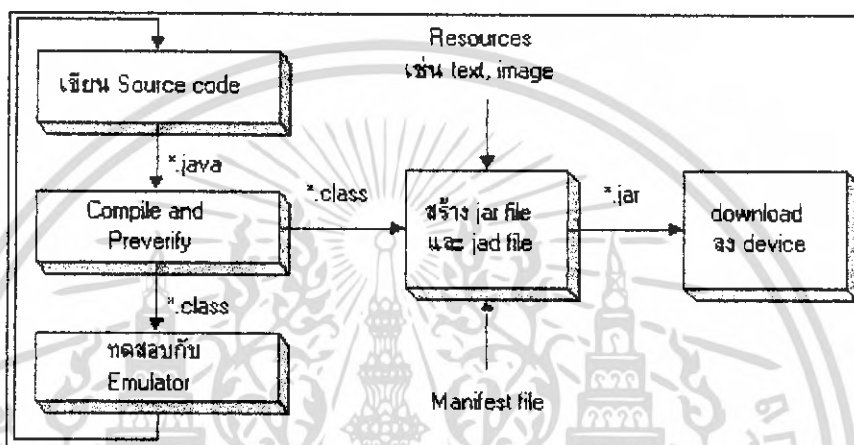 Resources
เช่น text, image
เขียน Source code
*.java
Compile and
Preverify
*.class
สร้าง jar file
และ jad file
*.jar
download
ลง device
*.class
ทดสอบกับ
Emulator
Manifest file